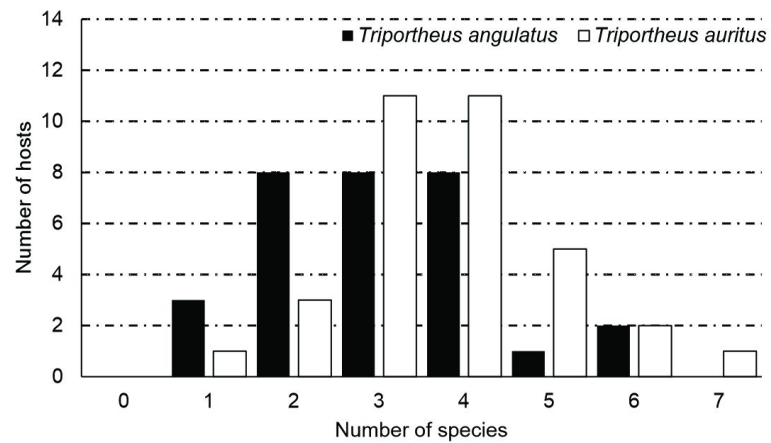 14
Triportheus angulatus Triportheus auritus
12
10
8
6
4
2
0
Number of hosts
0 1 2 3 4 5 6 7
Number of species